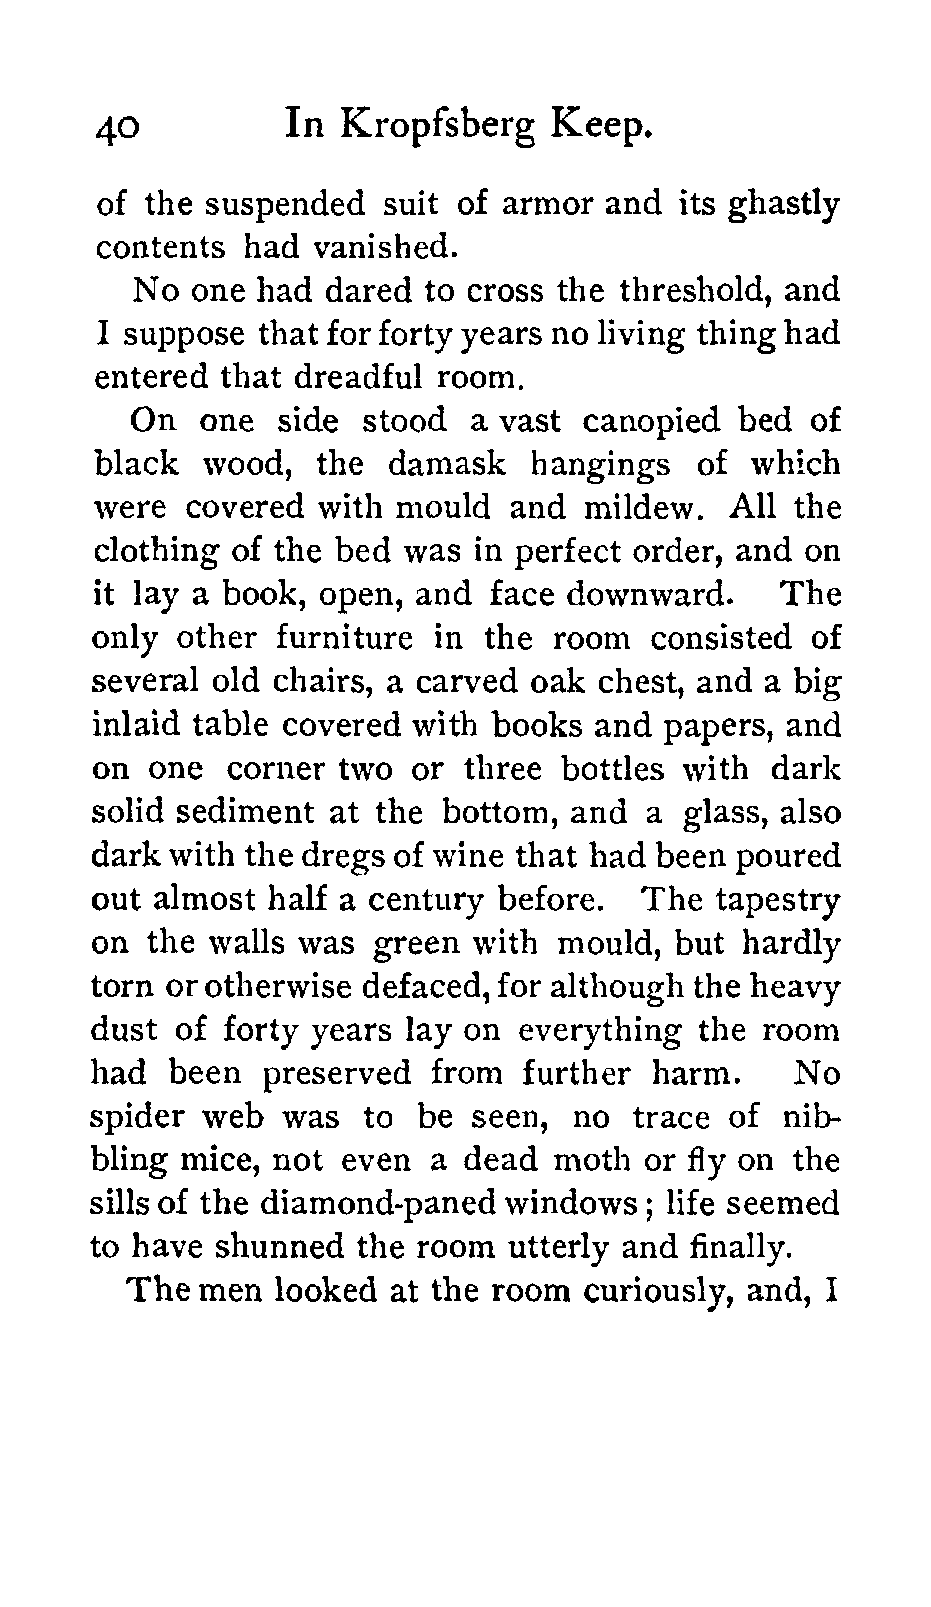 40 In Kropfsberg Keep.
of the suspended suit of armor and its ghastly
contents had vanished.
No one had dared to cross the threshold, and
I suppose that for forty years no living thing had
entered that dreadful room.
On one side stood a vast canopied bed of
black wood, the damask hangings of which
were covered with mould and mildew. All the
clothing of the bed was in perfect order, and on
it lay a book, open, and face downward. The
only other furniture in the room consisted of
several old chairs, a carved oak chest, and a big
inlaid table covered with books and papers, and
on one corner two or three bottles with dark
solid sediment at the bottom, and a glass, also
dark with the dregs of wine that had been poured
out almost half a century before. The tapestry
on the walls was green with mould, but hardly
torn or otherwise defaced, for although the heavy
dust of forty years lay on everything the room
had been preserved from further harm. No
spider web was to be seen, no trace of nib-
bling mice, not even a dead moth or fly on the
sills of the diamond-paned windows; life seemed
to have shunned the room utterly and finally.
The men looked at the room curiously, and, I